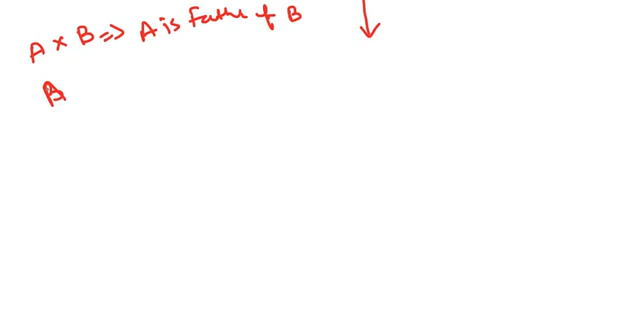 A × B => A is Father of B
A